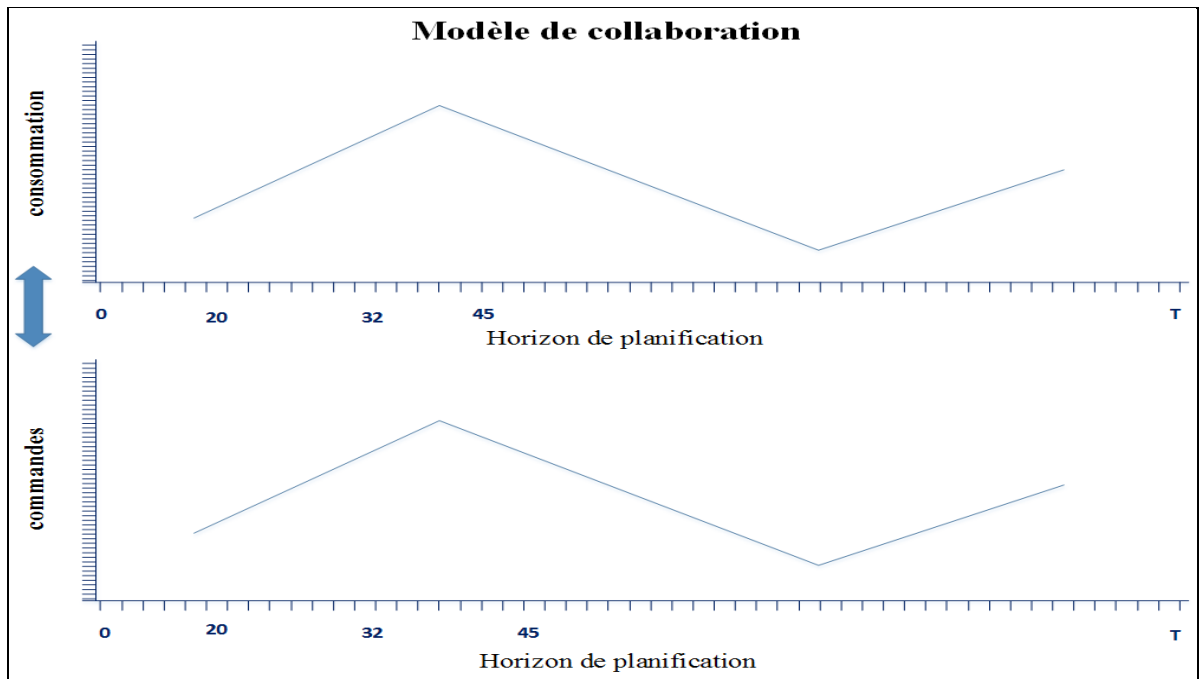 Modèle de collaboration
consommation
0 20 32 45 T
Horizon de planification
commandes
0 20 32 45 T
Horizon de planification